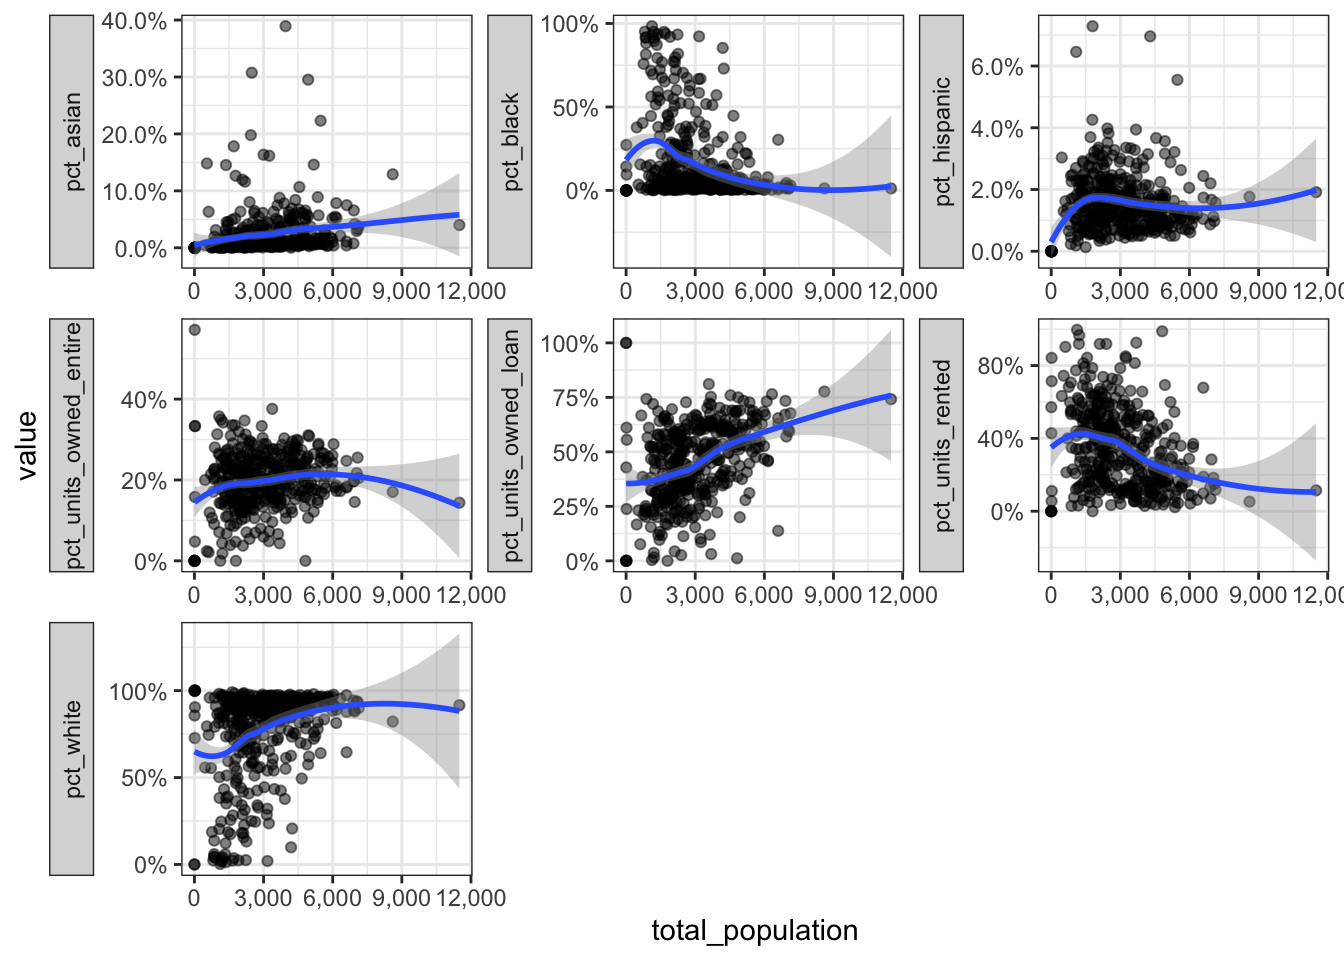 value
pct_asian
40.0%
30.0%
20.0%
10.0%
0.0%
0 3,000 6,000 9,000 12,000
pct_black
100%
50%
0%
0 3,000 6,000 9,000 12,000
pct_hispanic
6.0%
4.0%
2.0%
0.0%
0 3,000 6,000 9,000 12,00
pct_units_owned_entire
40%
20%
0%
0 3,000 6,000 9,000 12,000
pct_units_owned_loan
100%
75%
50%
25%
0%
0 3,000 6,000 9,000 12,000
pct_units_rented
80%
40%
0%
0 3,000 6,000 9,000 12,00
pct_white
100%
50%
0%
0 3,000 6,000 9,000 12,000
total_population